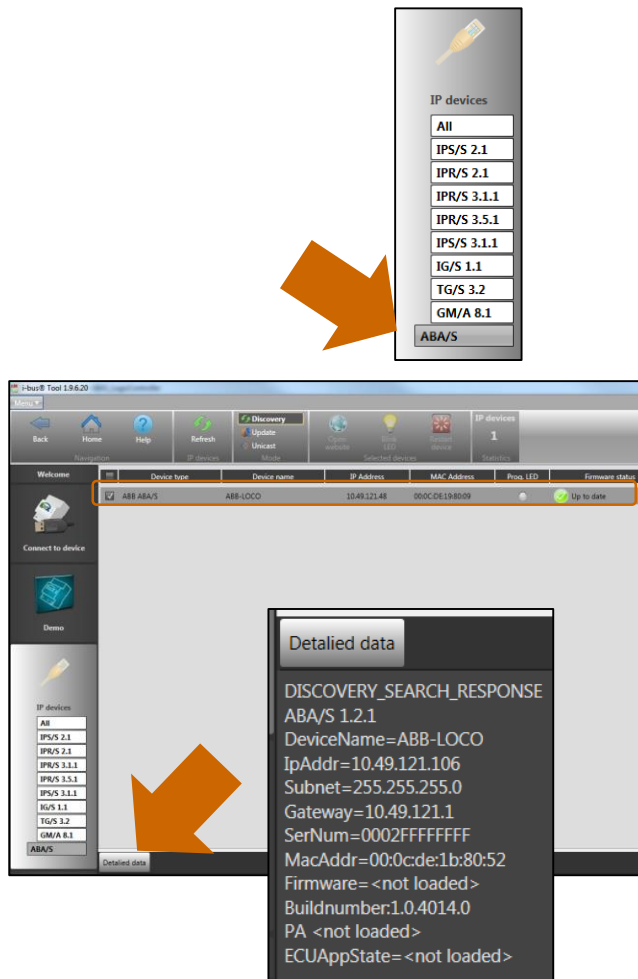 IP devices
All
IPS/S 2.1
IPR/S 2.1
IPR/S 3.1.1
IPR/S 3.5.1
IPS/S 3.1.1
IG/S 1.1
TG/S 3.2
GM/A 8.1
ABA/S
i-bus® Tool 1.9.6.20
Menu
Back Home Help Refresh Discovery Update Unicast Open website Blink LED Restart device IP devices 1
Navigation IP devices Mode Selected devices Statistics
Welcome Device type Device name IP Address MAC Address Prog. LED Firmware status
ABB ABA/S ABB-LOCO 10.49.121.48 00:0C:DE:19:80:09 Up to date
Connect to device
Demo
IP devices
All
IPS/S 2.1
IPR/S 2.1
IPR/S 3.1.1
IPR/S 3.5.1
IPS/S 3.1.1
IG/S 1.1
TG/S 3.2
GM/A 8.1
ABA/S
Detalied data
Detalied data
DISCOVERY_SEARCH_RESPONSE
ABA/S 1.2.1
DeviceName=ABB-LOCO
IpAddr=10.49.121.106
Subnet=255.255.255.0
Gateway=10.49.121.1
SerNum=0002FFFFFFFF
MacAddr=00:0c:de:1b:80:52
Firmware=<not loaded>
Buildnumber:1.0.4014.0
PA <not loaded>
ECUAppState=<not loaded>